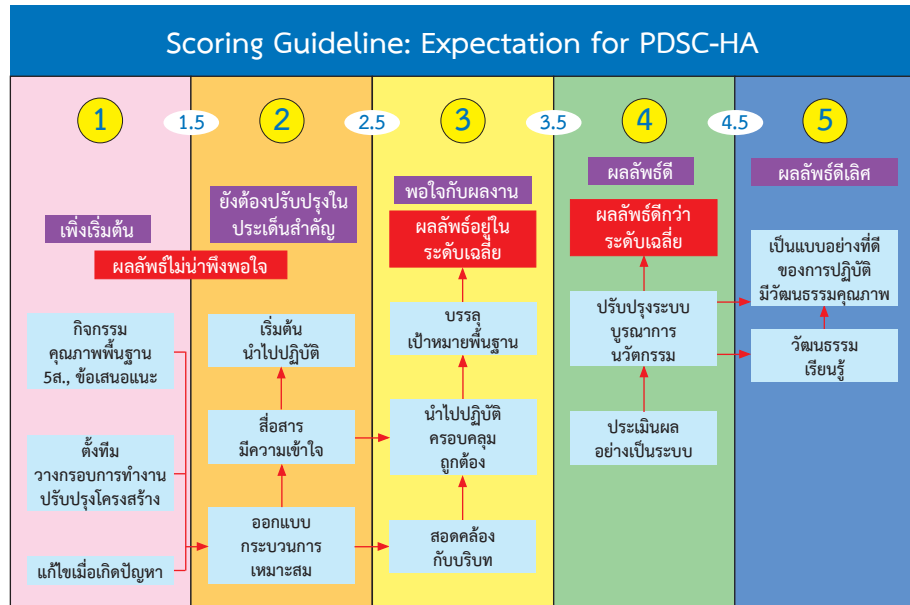 Scoring Guideline: Expectation for PDSC-HA
1
1.5
2
2.5
3
3.5
4
4.5
5
เพิ่งเริ่มต้น
ยังต้องปรับปรุงใน
ประเด็นสำคัญ
ผลลัพธ์ไม่น่าพึงพอใจ
พอใจกับผลงาน
ผลลัพธ์อยู่ใน
ระดับเฉลี่ย
ผลลัพธ์ดี
ผลลัพธ์ดีกว่า
ระดับเฉลี่ย
ผลลัพธ์ดีเลิศ
กิจกรรม
คุณภาพพื้นฐาน
5ส., ข้อเสนอแนะ
ตั้งทีม
วางกรอบการทำงาน
ปรับปรุงโครงสร้าง
แก้ไขเมื่อเกิดปัญหา
เริ่มต้น
นำไปปฏิบัติ
สื่อสาร
มีความเข้าใจ
ออกแบบ
กระบวนการ
เหมาะสม
บรรลุ
เป้าหมายพื้นฐาน
นำไปปฏิบัติ
ครอบคลุม
ถูกต้อง
สอดคล้อง
กับบริบท
ปรับปรุงระบบ
บูรณาการ
นวัตกรรม
ประเมินผล
อย่างเป็นระบบ
เป็นแบบอย่างที่ดี
ของการปฏิบัติ
มีวัฒนธรรมคุณภาพ
วัฒนธรรม
เรียนรู้